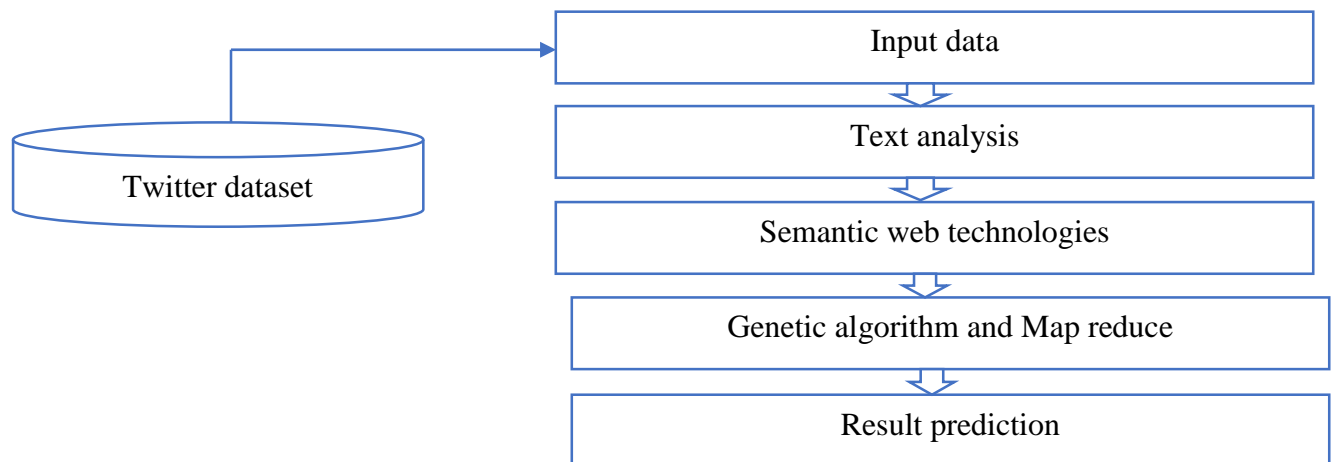 Input data
Text analysis
Twitter dataset
Semantic web technologies
Genetic algorithm and Map reduce
Result prediction